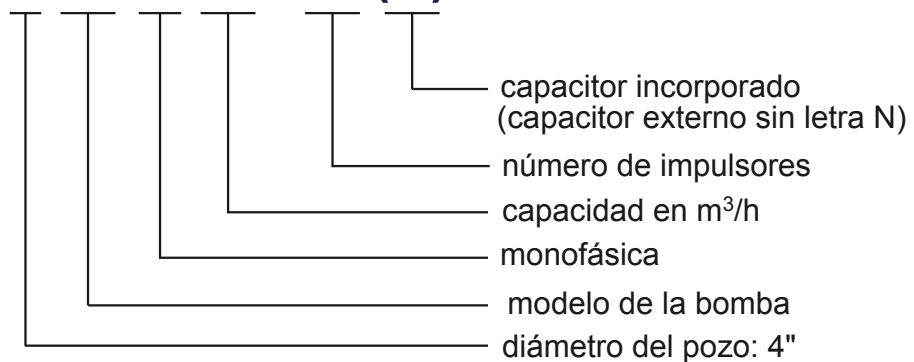 capacitor incorporado
(capacitor externo sin letra N)
número de impulsores
capacidad en m³/h
monofásica
modelo de la bomba
diámetro del pozo: 4"